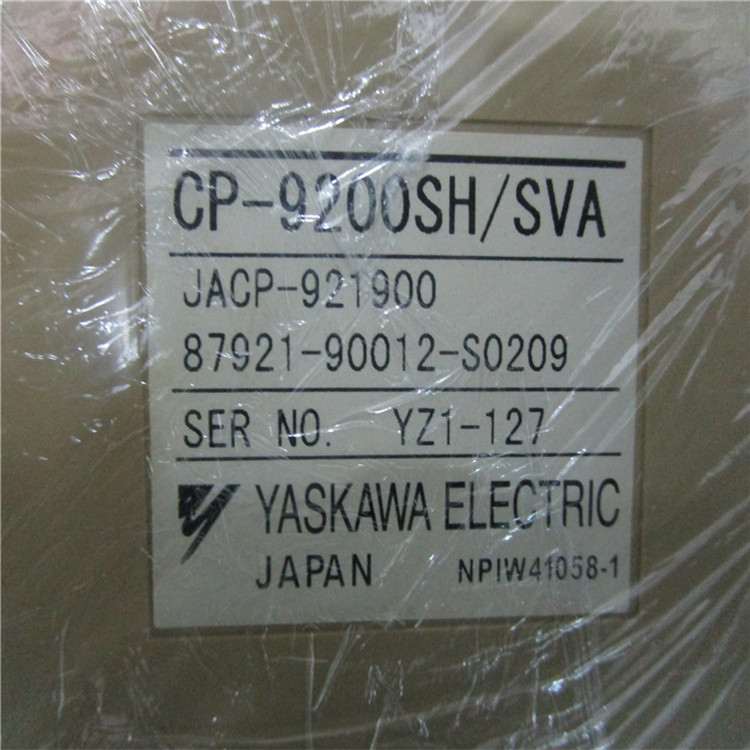 CP-9200SH/SVA
JACP-921900
87921-90012-S0209
SER NO. YZ1-127
YASKAWA ELECTRIC
JAPAN NPIW41058-1